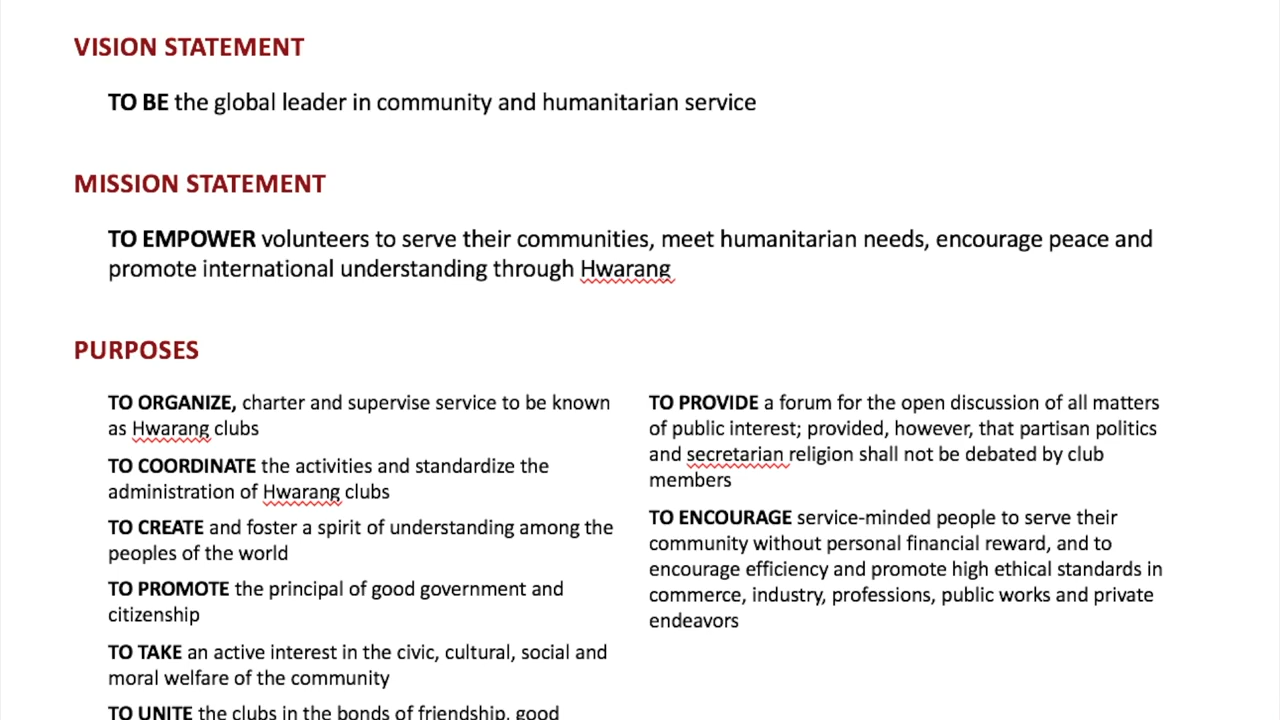 VISION STATEMENT
TO BE the global leader in community and humanitarian service
MISSION STATEMENT
TO EMPOWER volunteers to serve their communities, meet humanitarian needs, encourage peace and
promote international understanding through Hwarang
PURPOSES
TO ORGANIZE, charter and supervise service to be known
as Hwarang clubs
TO COORDINATE the activities and standardize the
administration of Hwarang clubs
TO CREATE and foster a spirit of understanding among the
peoples of the world
TO PROMOTE the principal of good government and
citizenship
TO TAKE an active interest in the civic, cultural, social and
moral welfare of the community
TO UNITE the clubs in the bonds of friendship, good
TO PROVIDE a forum for the open discussion of all matters
of public interest; provided, however, that partisan politics
and secretarian religion shall not be debated by club
members
TO ENCOURAGE service-minded people to serve their
community without personal financial reward, and to
encourage efficiency and promote high ethical standards in
commerce, industry, professions, public works and private
endeavors